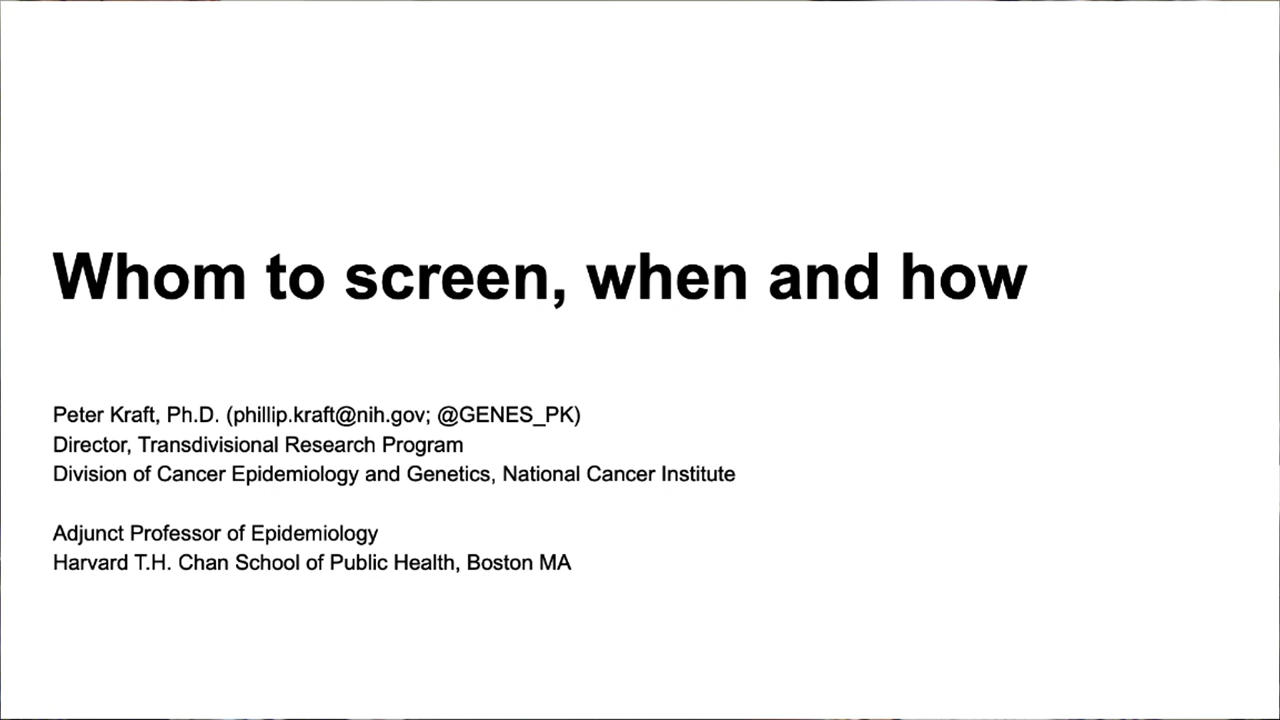 Whom to screen, when and how
Peter Kraft, Ph.D. (phillip.kraft@nih.gov; @GENES_PK)
Director, Transdivisional Research Program
Division of Cancer Epidemiology and Genetics, National Cancer Institute
Adjunct Professor of Epidemiology
Harvard T.H. Chan School of Public Health, Boston MA